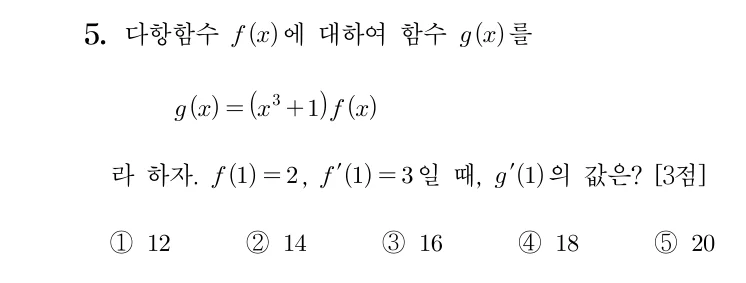 5. 다항함수 f(x)에 대하여 함수 g(x)를
g(x)=(x³+1)f(x)
라 하자. f(1)=2, f′(1)=3일 때, g′(1)의 값은? [3점]
① 12 ② 14 ③ 16 ④ 18 ⑤ 20